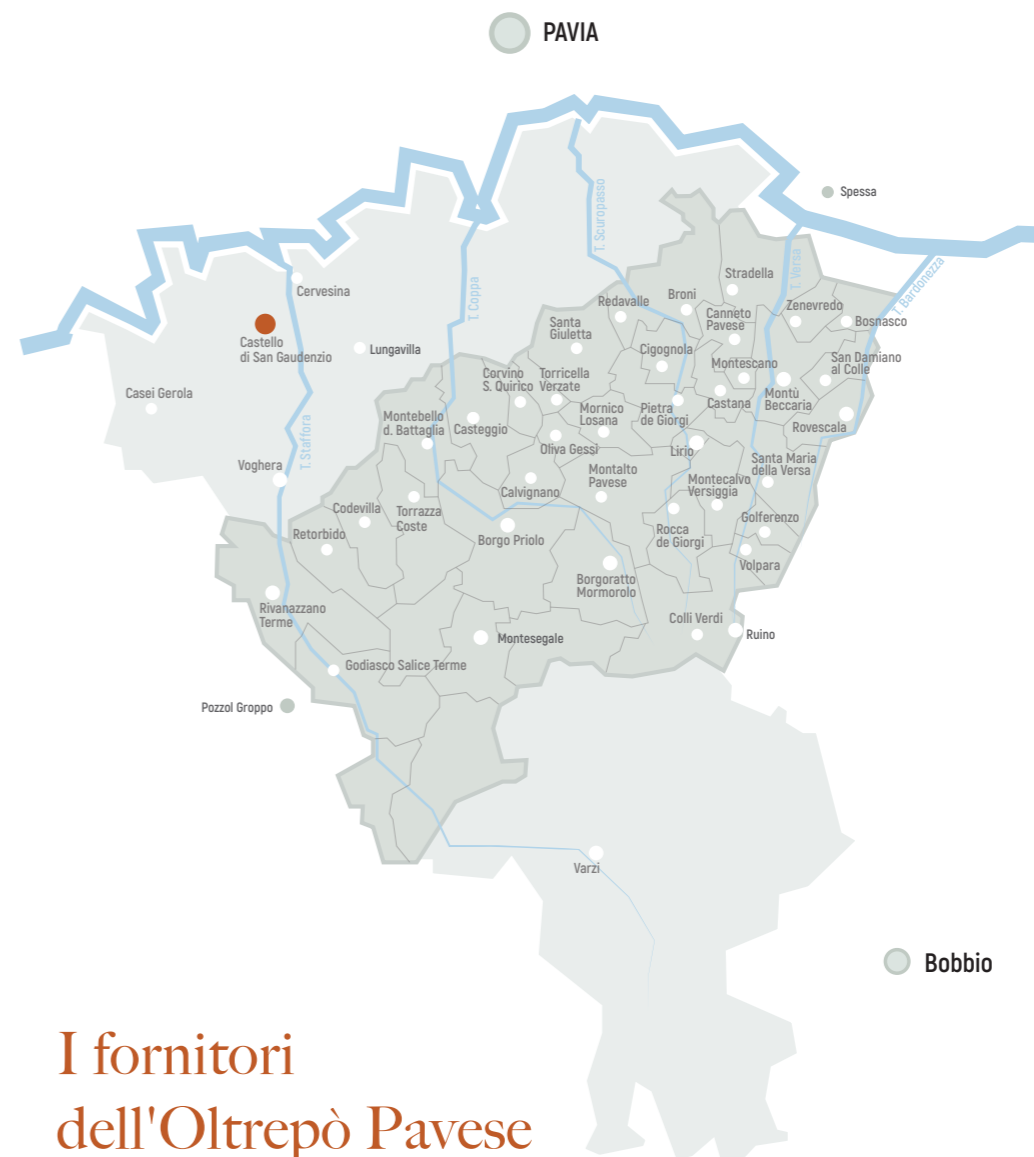 PAVIA
Spessa
T. Scuropasso
Stradella
T. Versa
T. Bardonezza
Cervesina
T. Coppa
Redavalle
Broni
Canneto
Pavese
Zenevredo
Bosnasco
Castello
di San Gaudenzio
Lungavilla
Santa
Giuletta
Cigognola
Montescano
San Damiano
al Colle
Casei Gerola
Corvino
S. Quirico
Torricella
Verzate
Montebello
d. Battaglia
Casteggio
Mornico
Losana
Pietra
de Giorgi
Castana
Montù
Beccaria
Rovescala
T. Staffora
Oliva Gessi
Lirio
Voghera
Santa Maria
della Versa
Calvignano
Montalto
Pavese
Montecalvo
Versiggia
Codevilla
Torrazza
Coste
Golferenzo
Retorbido
Borgo Priolo
Rocca
de Giorgi
Volpara
Borgoratto
Mormorolo
Rivanazzano
Terme
Colli Verdi
Ruino
Montesegale
Godiasco Salice Terme
Pozzol Groppo
Varzi
Bobbio
I fornitori
dell'Oltrepò Pavese